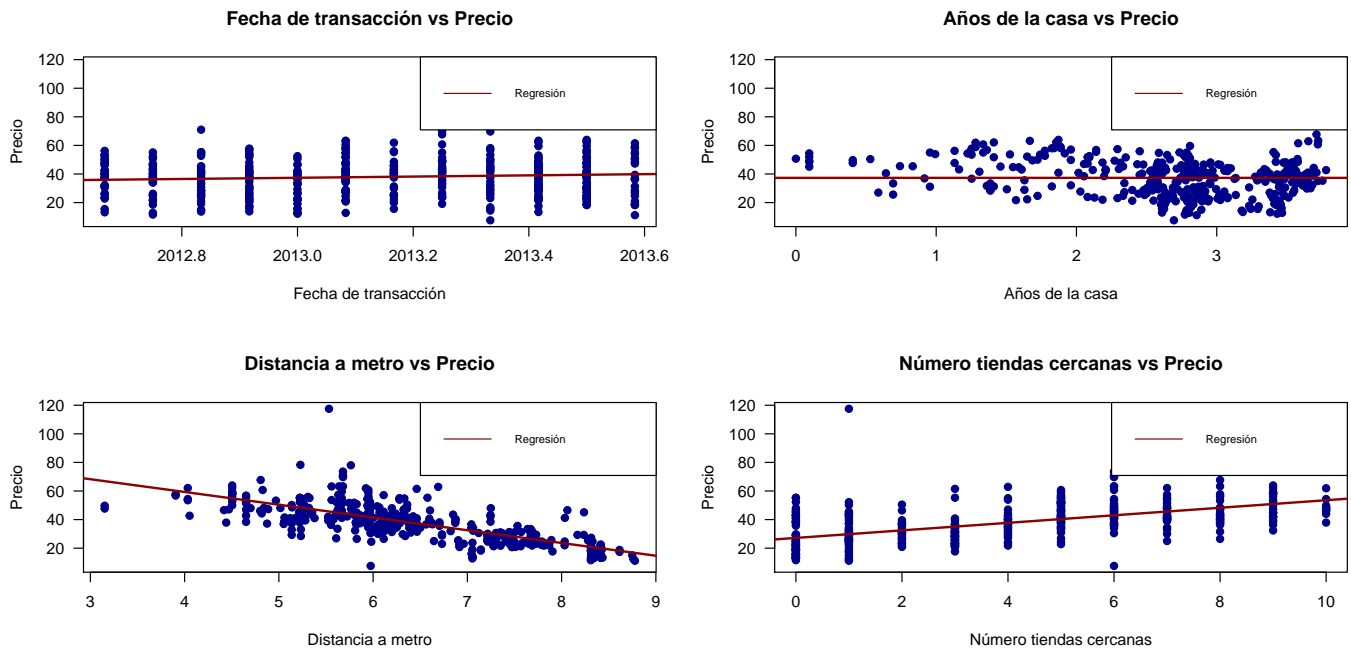 Fecha de transacción vs Precio
Precio
120
100
80
60
40
20
Regresión
2012.8 2013.0 2013.2 2013.4 2013.6
Fecha de transacción
Años de la casa vs Precio
Precio
120
100
80
60
40
20
Regresión
0 1 2 3
Años de la casa
Distancia a metro vs Precio
Precio
120
100
80
60
40
20
Regresión
3 4 5 6 7 8 9
Distancia a metro
Número tiendas cercanas vs Precio
Precio
120
100
80
60
40
20
Regresión
0 2 4 6 8 10
Número tiendas cercanas